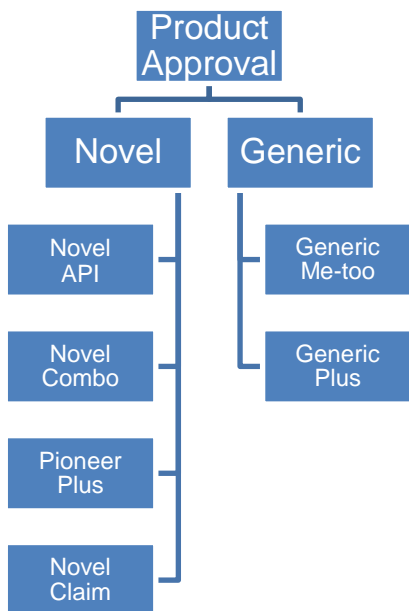 Product
Approval
Novel
Generic
Novel
API
Novel
Combo
Pioneer
Plus
Novel
Claim
Generic
Me-too
Generic
Plus